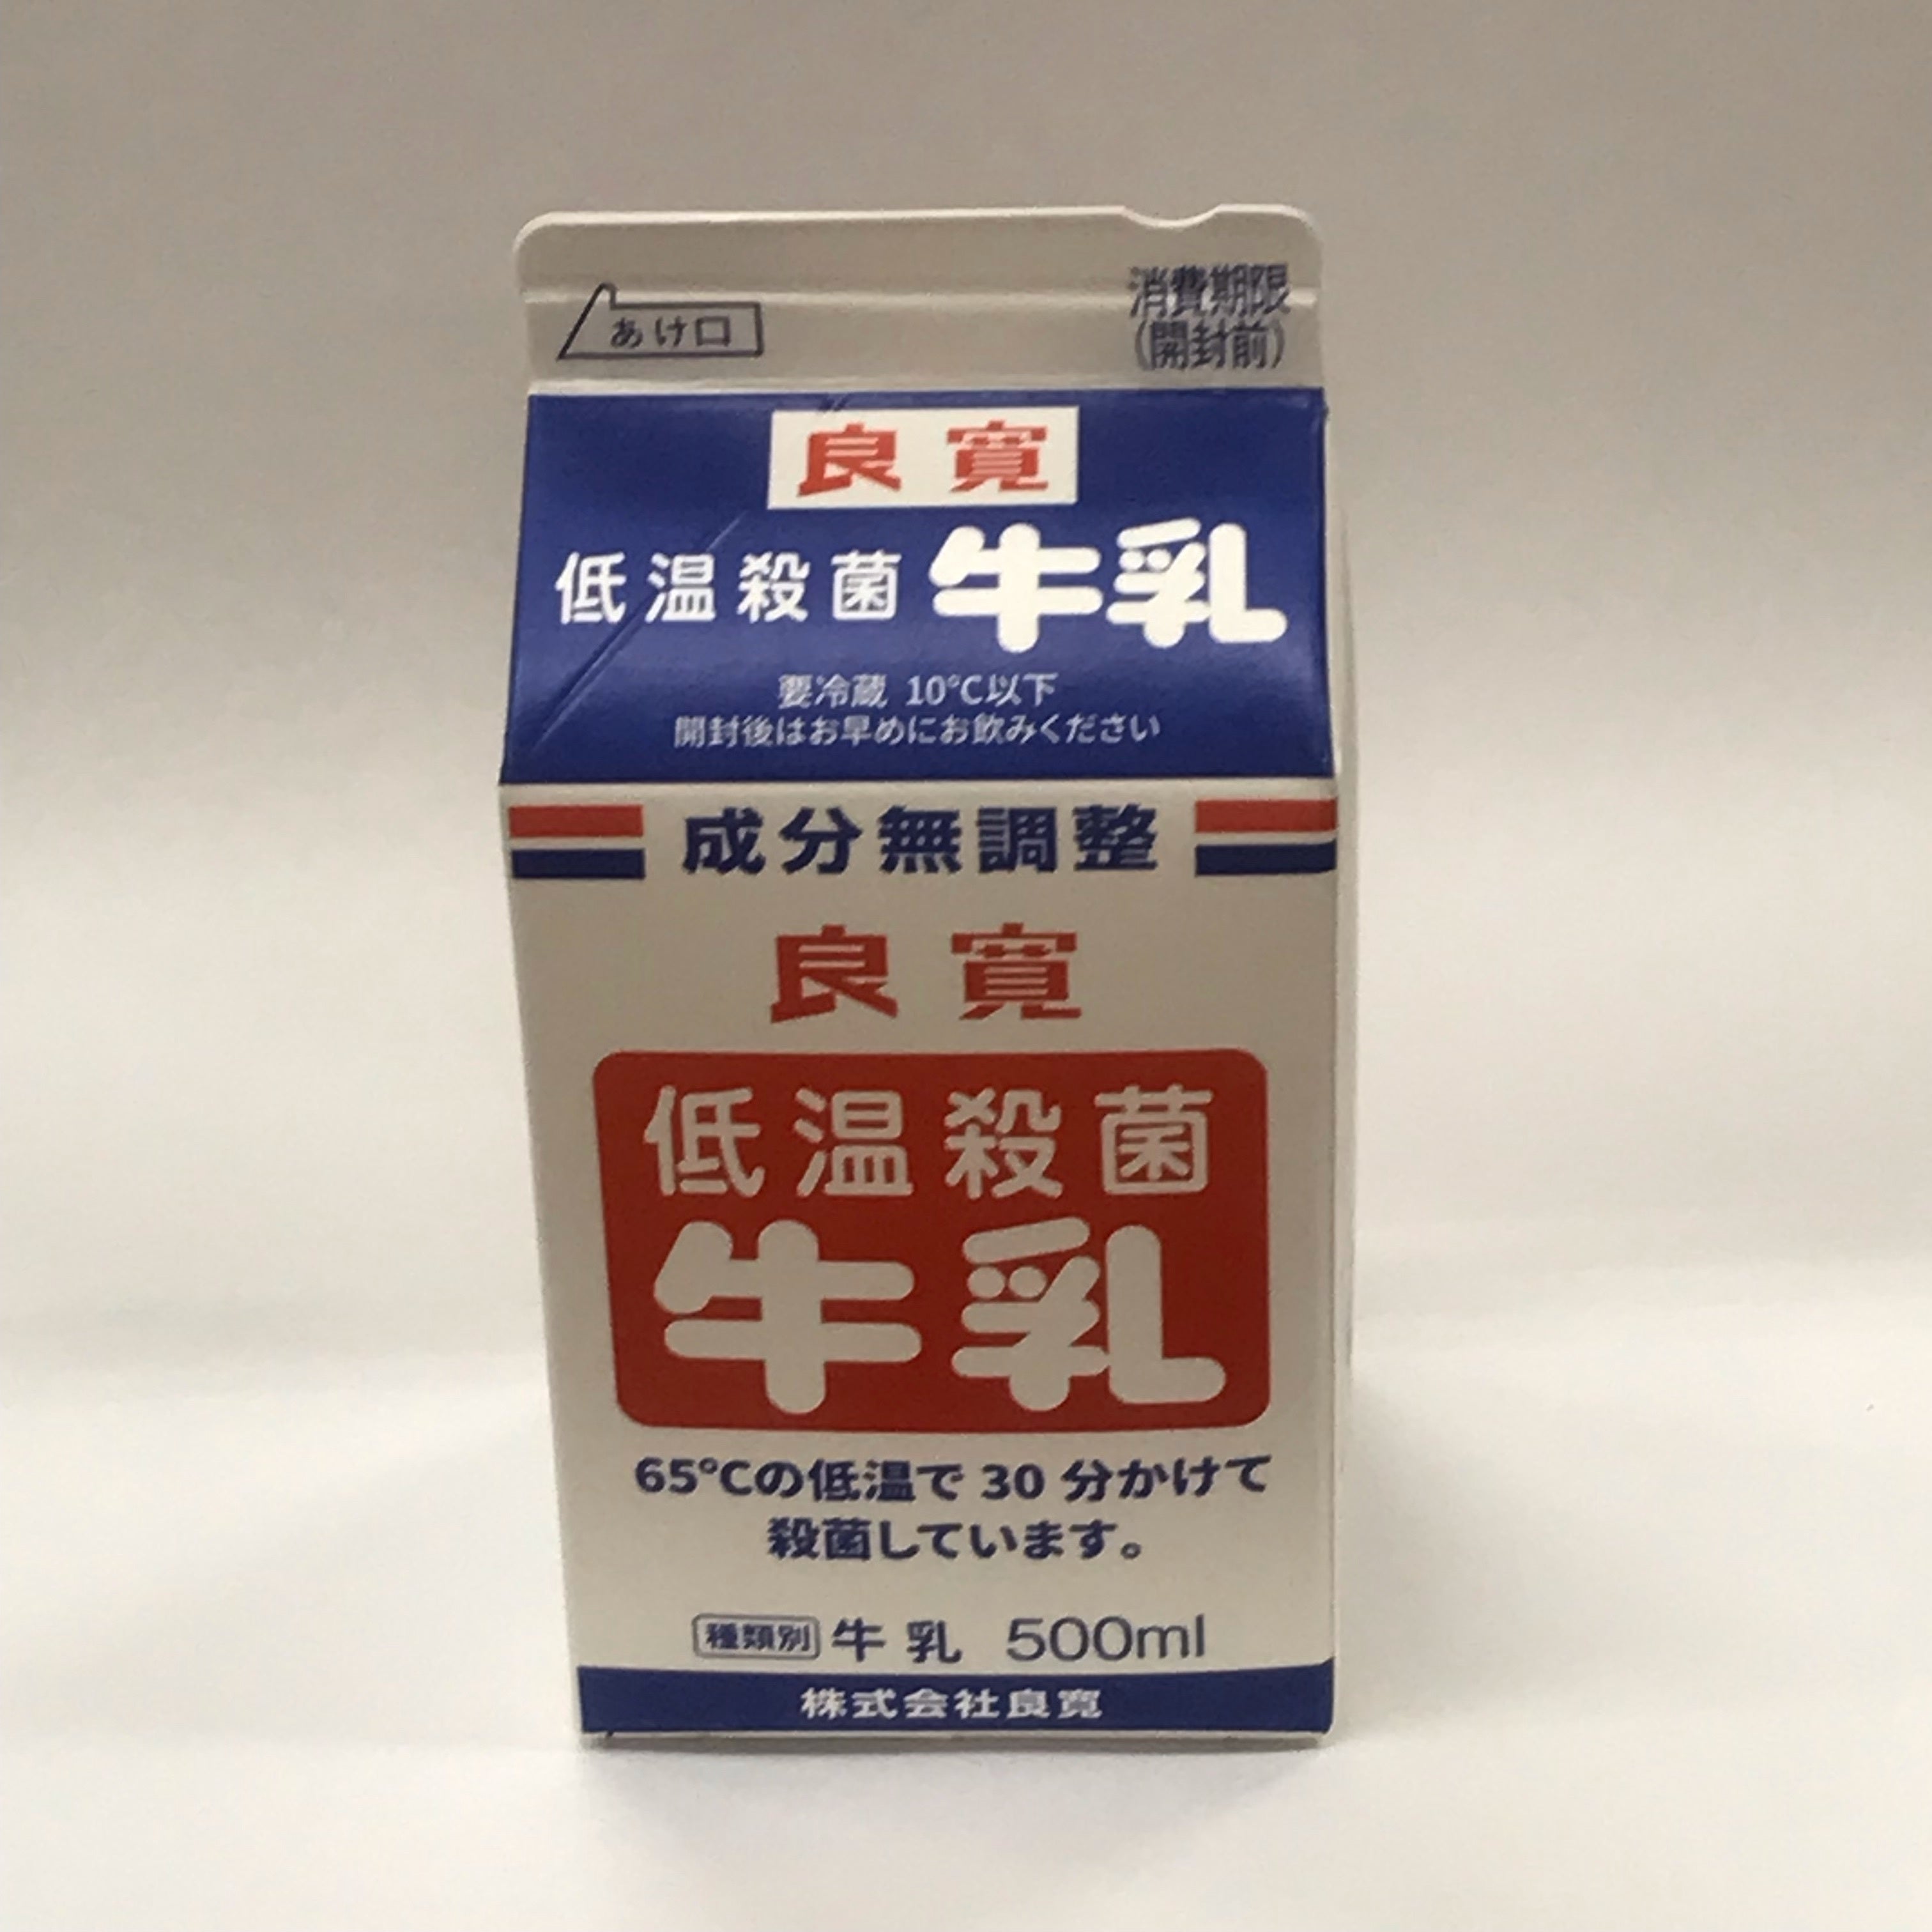 あけ口
消費期限
(開封前)
良寛
低温殺菌牛乳
要冷蔵 10℃以下
開封後はお早めにお飲みください
成分無調整
良寛
低温殺菌
牛乳
65℃の低温で30分かけて
殺菌しています。
種類別 牛乳 500ml
株式会社良寛